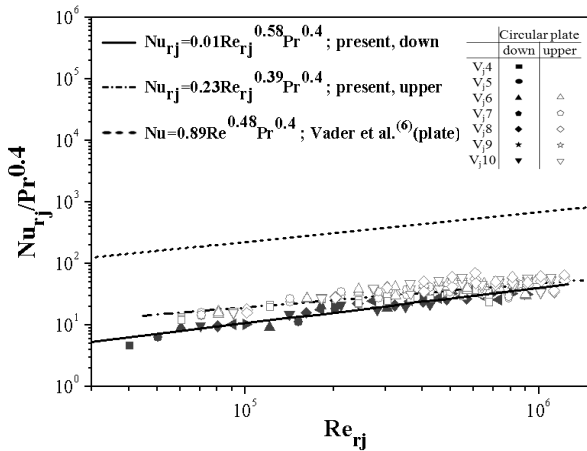 10^6
10^5
10^4
10^3
10^2
10^1
10^0
Nu_rj/Pr^0.4
Nu_rj=0.01Re_rj^0.58Pr^0.4 ; present, down
Nu_rj=0.23Re_rj^0.39Pr^0.4 ; present, upper
Nu=0.89Re^0.48Pr^0.4 ; Vader et al.^(6)(plate)
Circular plate
down upper
V_j4
V_j5
V_j6
V_j7
V_j8
V_j9
V_j10
10^5 10^6
Re_rj